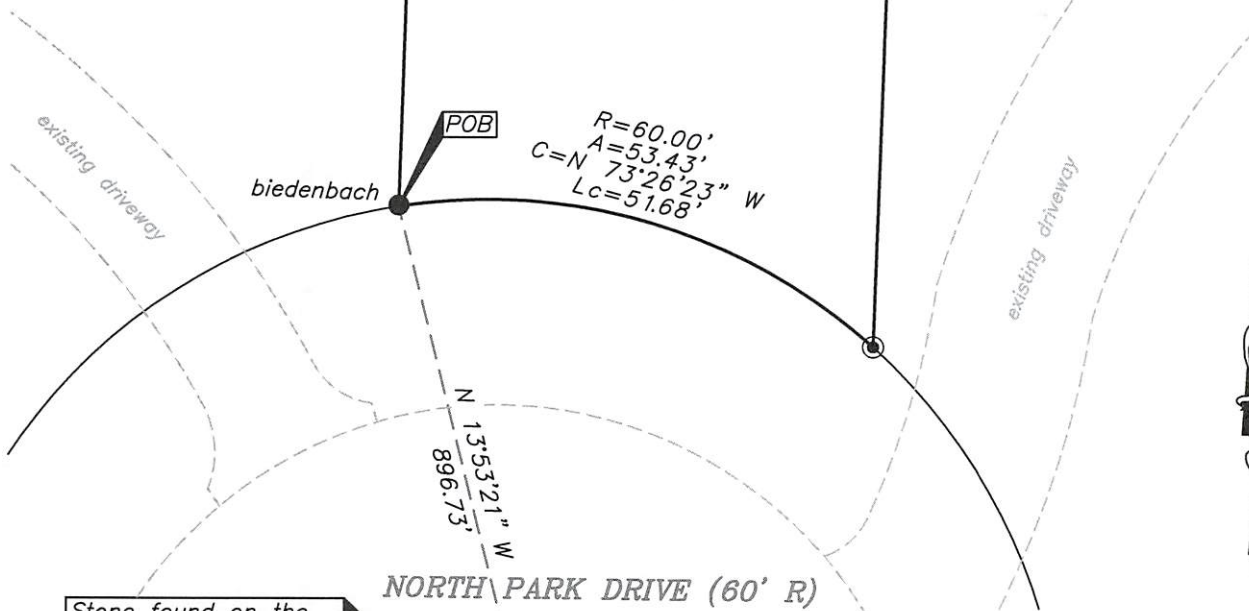 existing driveway
POB
biedenbach
R=60.00'
A=53.43'
C=N 73°26'23" W
Lc=51.68'
existing driveway
N 13°53'21" W
896.73'
NORTH PARK DRIVE (60' R)
Stone found on the